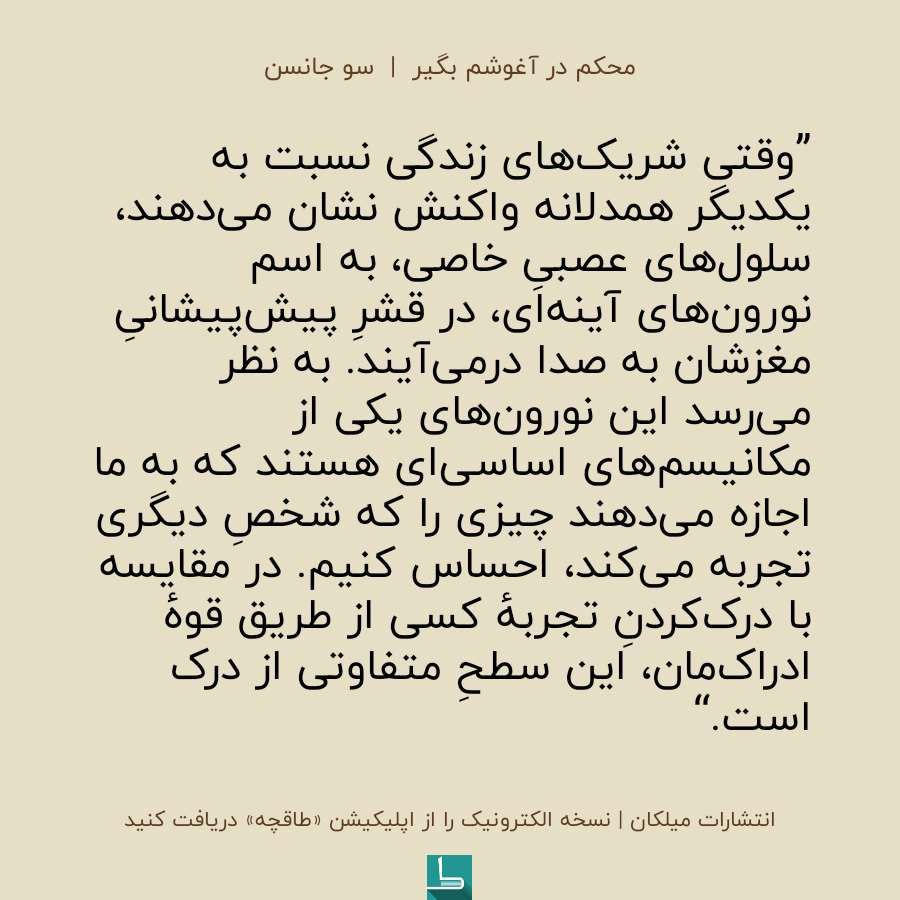 محکم در آغوشم بگیر | سو جانسن
”وقتی شریک‌های زندگی نسبت به
یکدیگر همدلانه واکنش نشان می‌دهند،
سلول‌های عصبیِ خاصی، به اسم
نورون‌های آینه‌ای، در قشرِ پیش‌پیشانیِ
مغزشان به صدا درمی‌آیند. به نظر
می‌رسد این نورون‌های یکی از
مکانیسم‌های اساسی‌ای هستند که به ما
اجازه می‌دهند چیزی را که شخصِ دیگری
تجربه می‌کند، احساس کنیم. در مقایسه
با درک‌کردنِ تجربهٔ کسی از طریق قوهٔ
ادراک‌مان، این سطحِ متفاوتی از درک
است.“
انتشارات میلکان | نسخه الکترونیک را از اپلیکیشن «طاقچه» دریافت کنید